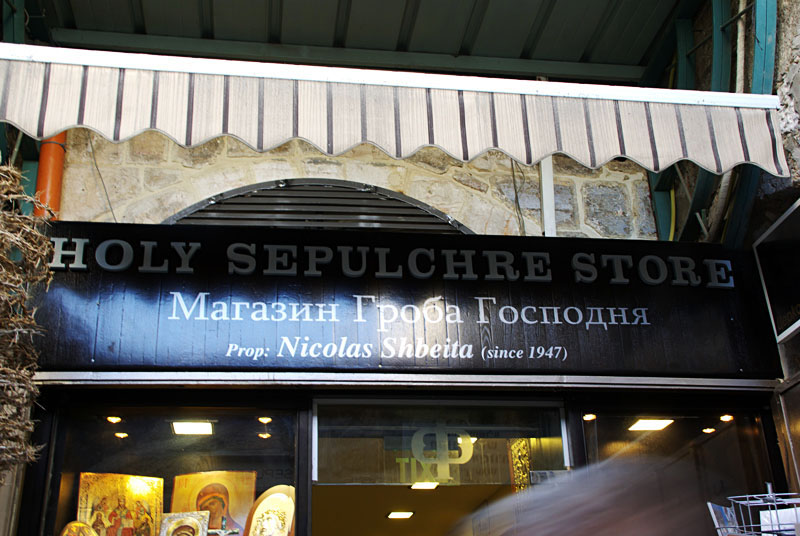 HOLY SEPULCHRE STORE
Магазин Гроба Господня
Prop: Nicolas Shbeita (since 1947)